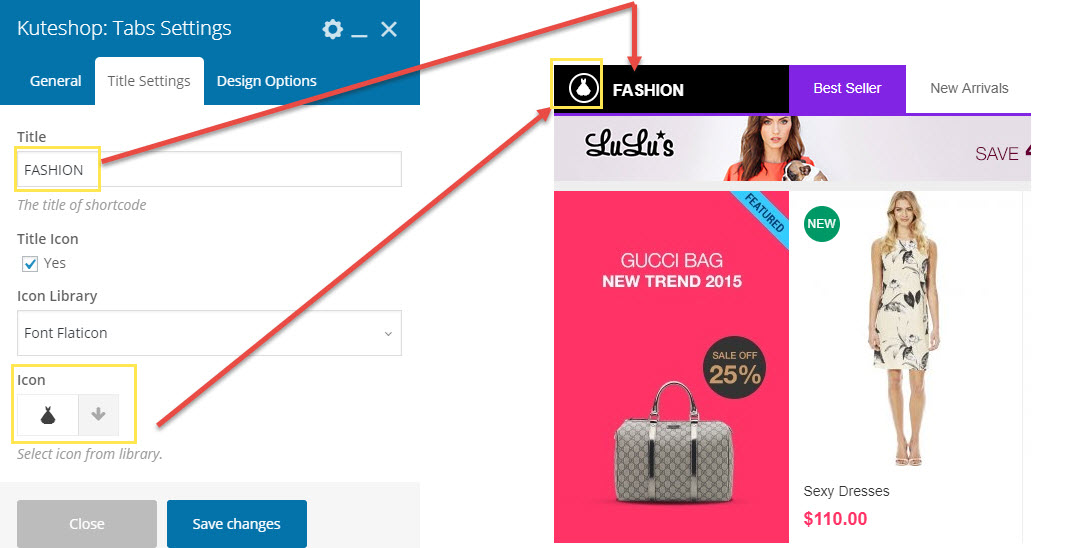 Kuteshop: Tabs Settings
General
Title Settings
Design Options
Title
FASHION
The title of shortcode
Title Icon
Yes
Icon Library
Font Flaticon
Icon
Select icon from library.
Close
Save changes
FASHION
Best Seller
New Arrivals
LuLu's
SAVE
FEATURED
GUCCI BAG
NEW TREND 2015
SALE OFF
25%
NEW
Sexy Dresses
$110.00